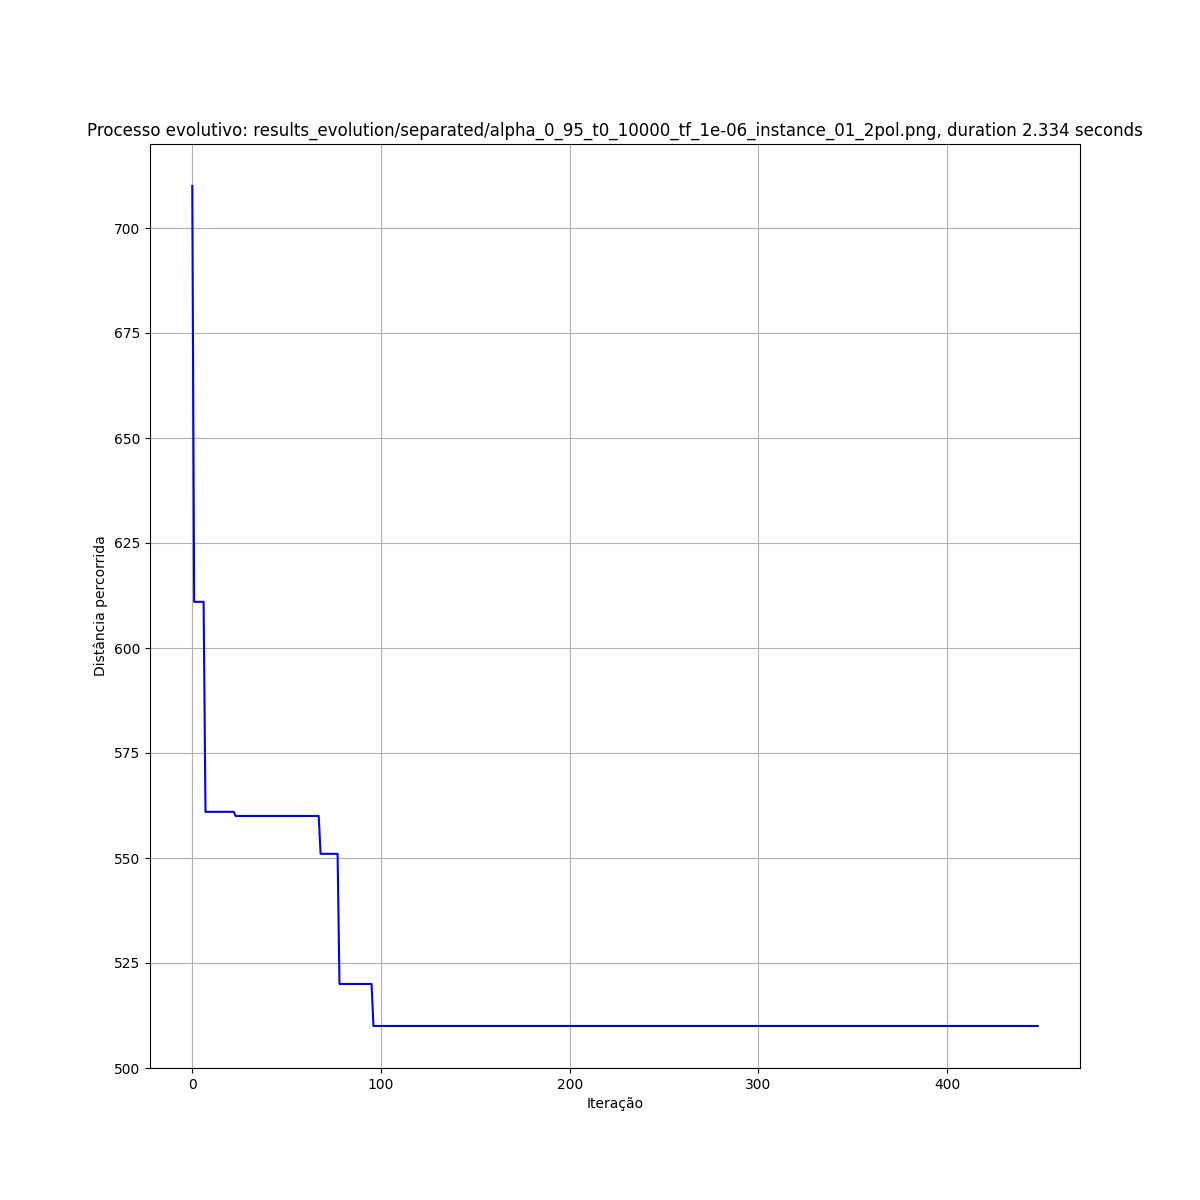 Processo evolutivo: results_evolution/separated/alpha_0_95_t0_10000_tf_1e-06_instance_01_2pol.png, duration 2.334 seconds
700
675
650
625
600
575
550
525
500
Distância percorrida
0 100 200 300 400
Iteração